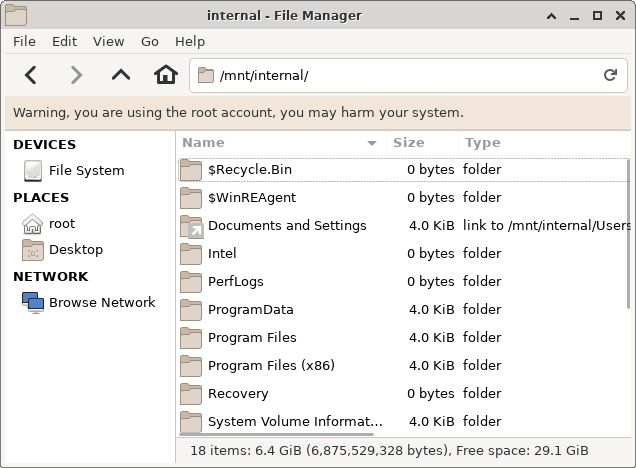 internal - File Manager
File Edit View Go Help
/mnt/internal/
Warning, you are using the root account, you may harm your system.
DEVICES
File System
PLACES
root
Desktop
NETWORK
Browse Network
Name Size Type
$Recycle.Bin 0 bytes folder
$WinREAgent 0 bytes folder
Documents and Settings 4.0 KiB link to /mnt/internal/Users
Intel 0 bytes folder
PerfLogs 0 bytes folder
ProgramData 4.0 KiB folder
Program Files 4.0 KiB folder
Program Files (x86) 4.0 KiB folder
Recovery 0 bytes folder
System Volume Informat... 4.0 KiB folder
18 items: 6.4 GiB (6,875,529,328 bytes), Free space: 29.1 GiB